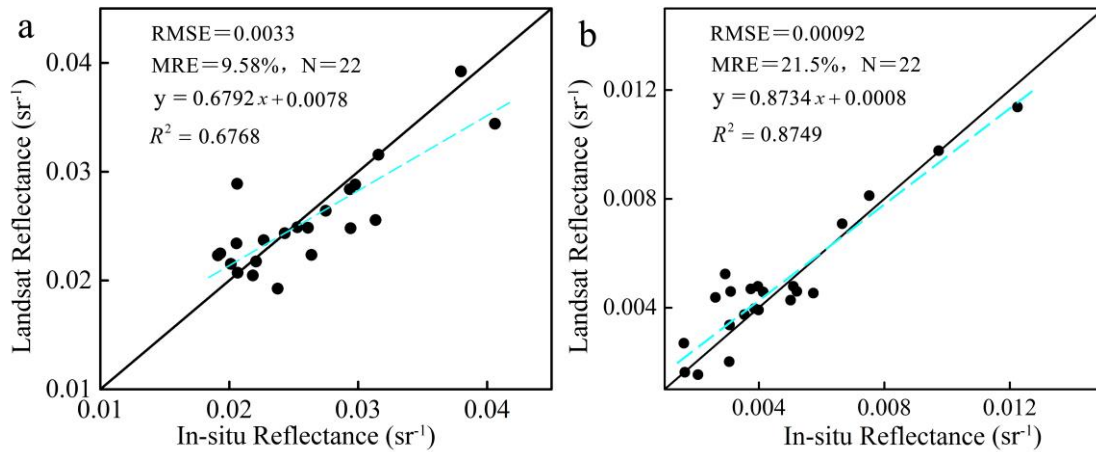 a
RMSE=0.0033
MRE=9.58%, N=22
y=0.6792x+0.0078
R² = 0.6768
Landsat Reflectance (sr⁻¹)
0.04
0.03
0.02
0.01
0.01 0.02 0.03 0.04
In-situ Reflectance (sr⁻¹)
b
RMSE=0.00092
MRE=21.5%, N=22
y=0.8734x+0.0008
R² = 0.8749
Landsat Reflectance (sr⁻¹)
0.012
0.008
0.004
0.004 0.008 0.012
In-situ Reflectance (sr⁻¹)